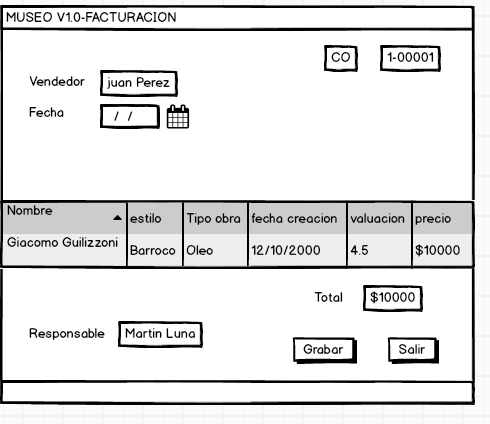 MUSEO V1.0-FACTURACION
CO 1-00001
Vendedor juan Perez
Fecha / /
Nombre estilo Tipo obra fecha creacion valuacion precio
Giacomo Guilizzoni Barroco Oleo 12/10/2000 4.5 $10000
Total $10000
Responsable Martin Luna
Grabar Salir